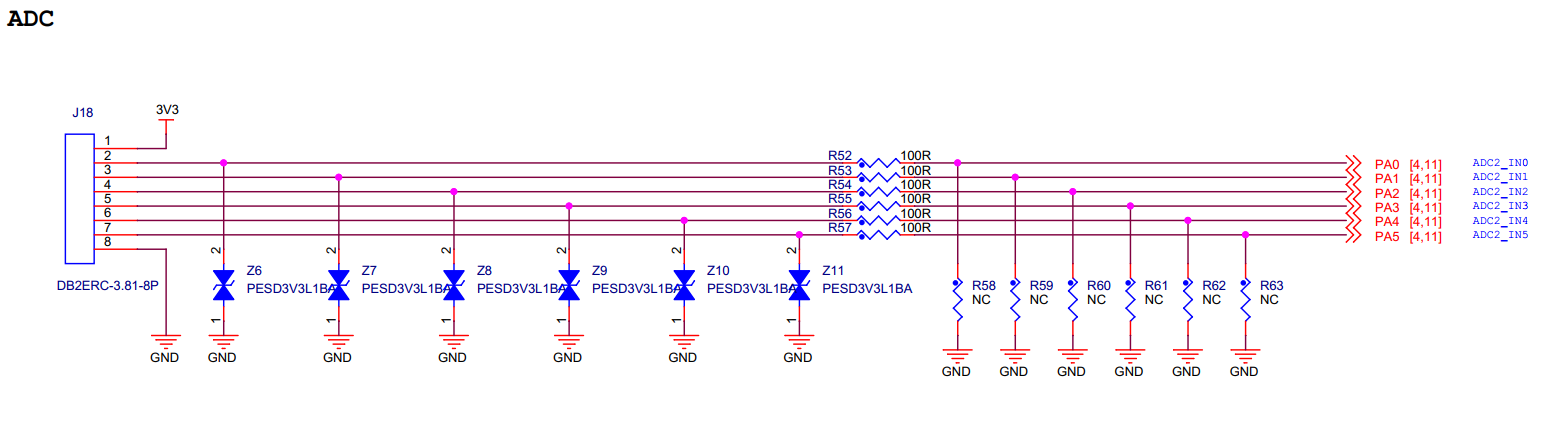 ADC
J18
3V3
1
2
3
4
5
6
7
8
DB2ERC-3.81-8P
GND
R52 100R
R53 100R
R54 100R
R55 100R
R56 100R
R57 100R
PA0 [4,11] ADC2_IN0
PA1 [4,11] ADC2_IN1
PA2 [4,11] ADC2_IN2
PA3 [4,11] ADC2_IN3
PA4 [4,11] ADC2_IN4
PA5 [4,11] ADC2_IN5
2 2 2 2 2 2
Z6 Z7 Z8 Z9 Z10 Z11
PESD3V3L1BA PESD3V3L1BA PESD3V3L1BA PESD3V3L1BA PESD3V3L1BA PESD3V3L1BA
1 1 1 1 1 1
GND GND GND GND GND GND
R58 R59 R60 R61 R62 R63
NC NC NC NC NC NC
GND GND GND GND GND GND